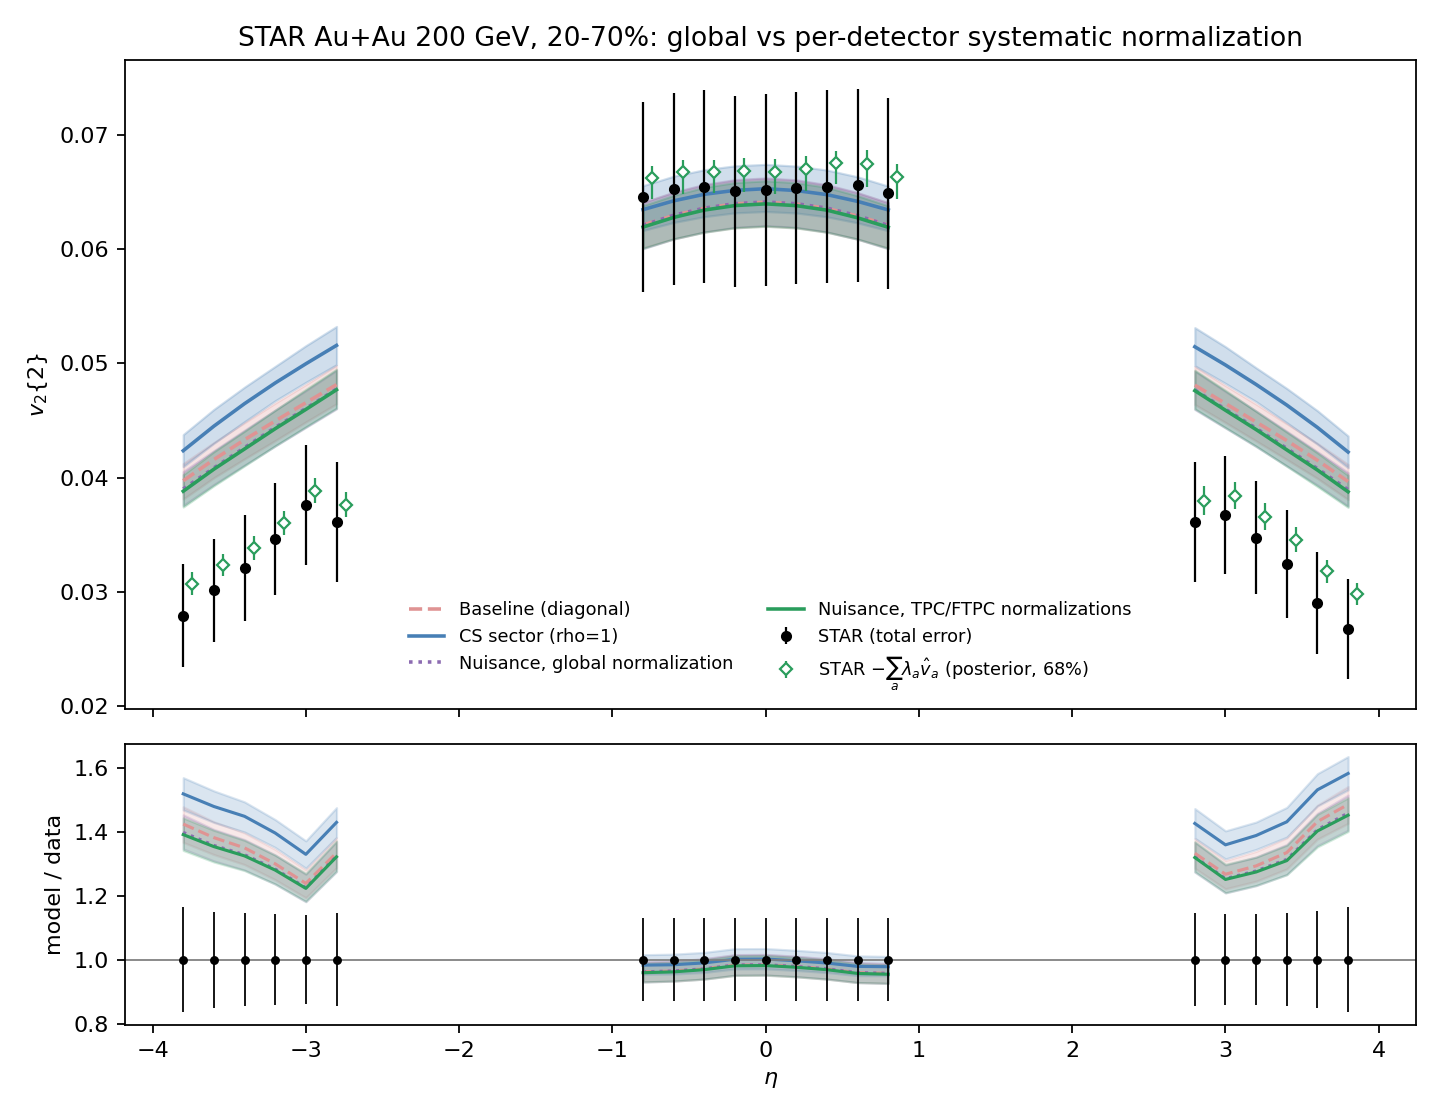 STAR Au+Au 200 GeV, 20-70%: global vs per-detector systematic normalization
v₂{2}
0.07
0.06
0.05
0.04
0.03
0.02
Baseline (diagonal)
CS sector (rho=1)
Nuisance, global normalization
Nuisance, TPC/FTPC normalizations
STAR (total error)
STAR −∑ₐ λₐv̂ₐ (posterior, 68%)
model / data
1.6
1.4
1.2
1.0
0.8
−4 −3 −2 −1 0 1 2 3 4
η